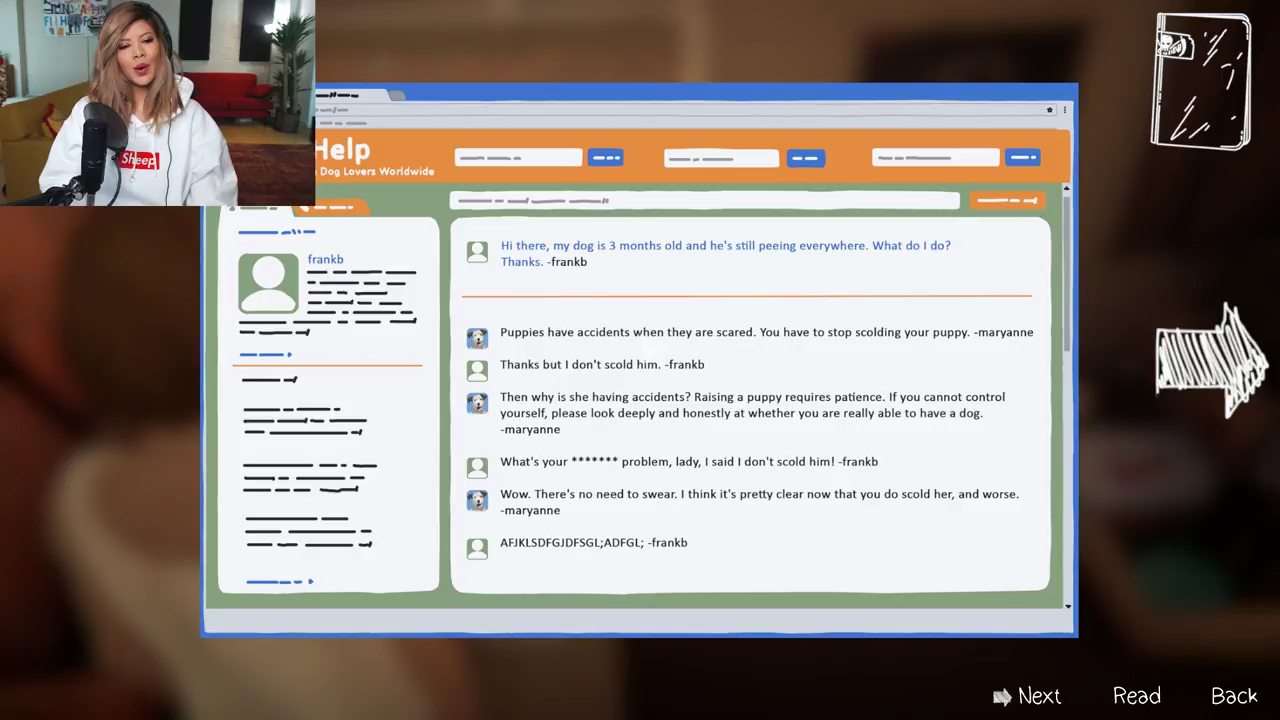 Sheep
Help
Dog Lovers Worldwide
frankb
Hi there, my dog is 3 months old and he's still peeing everywhere. What do I do?
Thanks. -frankb
Puppies have accidents when they are scared. You have to stop scolding your puppy. -maryanne
Thanks but I don't scold him. -frankb
Then why is she having accidents? Raising a puppy requires patience. If you cannot control
yourself, please look deeply and honestly at whether you are really able to have a dog.
-maryanne
What's your ******* problem, lady, I said I don't scold him! -frankb
Wow. There's no need to swear. I think it's pretty clear now that you do scold her, and worse.
-maryanne
AFJKLSDFGJDFSGL;ADFGL; -frankb
Next Read Back